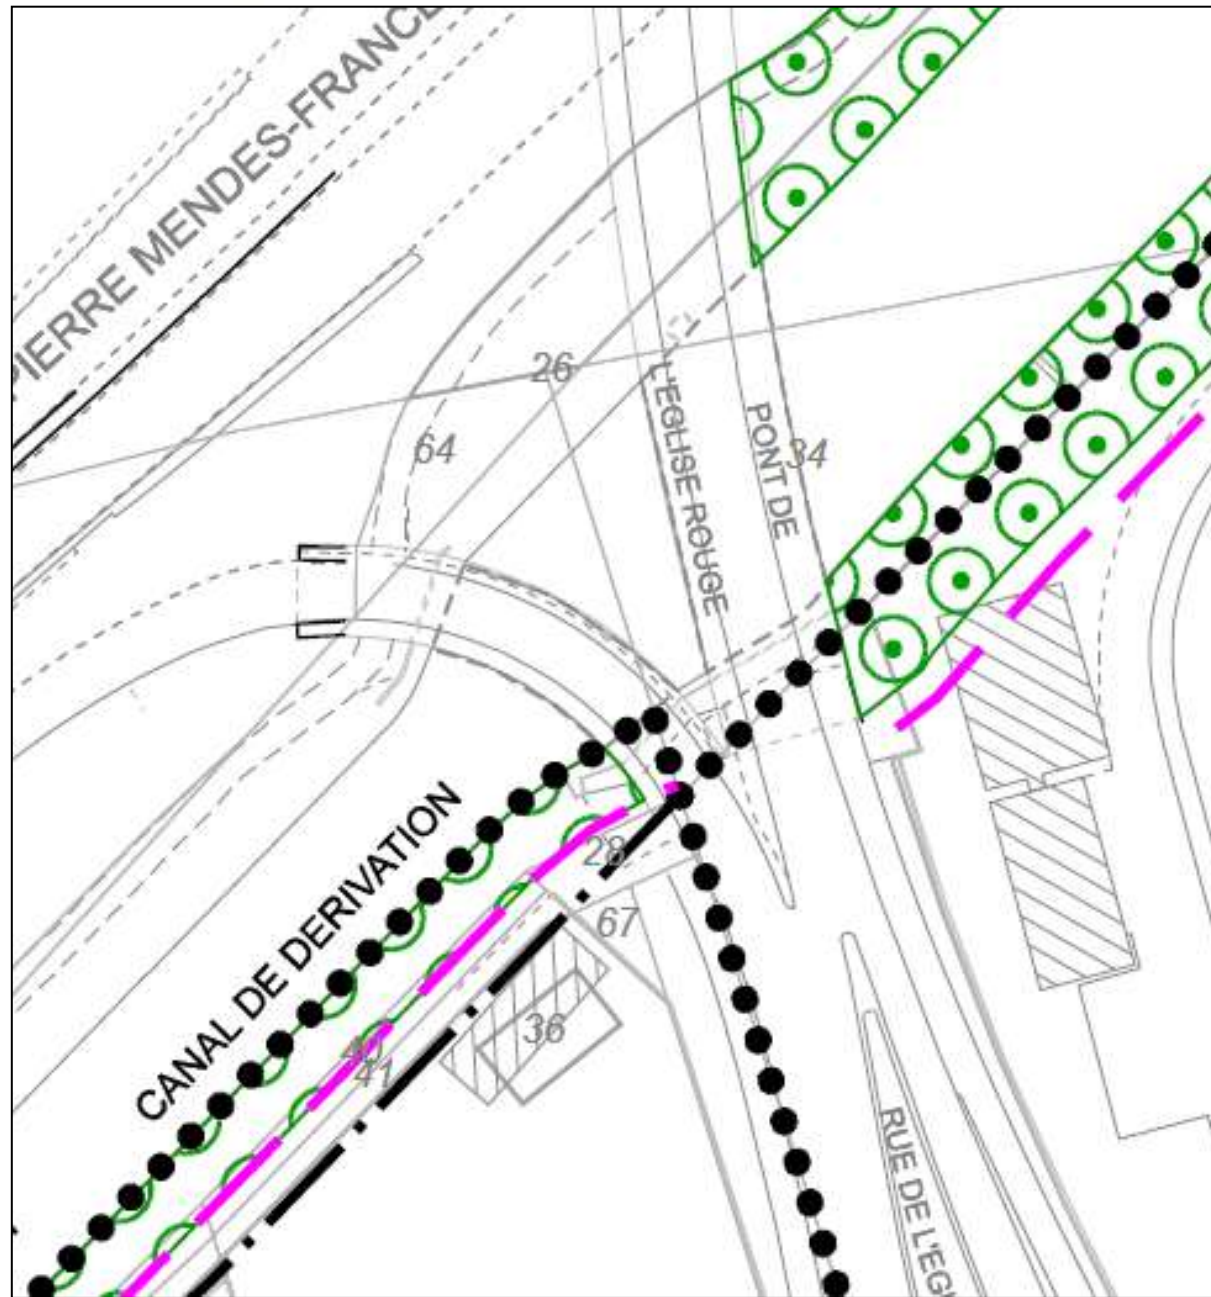 PIERRE MENDES-FRANCE
26
64
L'EGLISE ROUGE
PONT DE
34
CANAL DE DERIVATION
28
67
36
40
41
RUE DE L'EGL